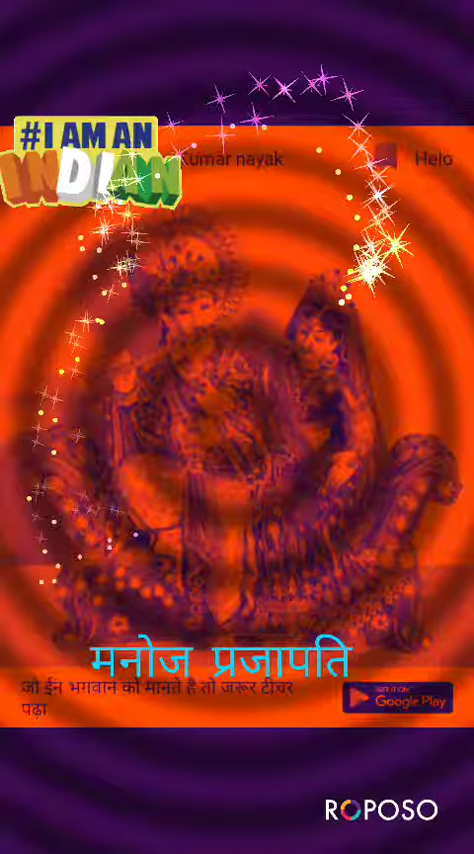 #I AM AN
INDIAN
Kumar nayak
Helo
मनोज प्रजापति
जो ईन भगवान को मानते है तो जरूर टीचर
पढ़ा
GET IT ON
Google Play
ROPOSO